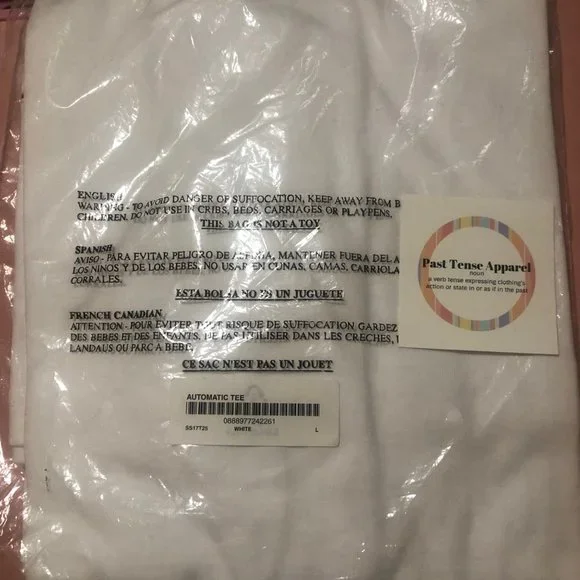 ENGLISH
WARNING - TO AVOID DANGER OF SUFFOCATION, KEEP AWAY FROM B
CHILDREN. DO NOT USE IN CRIBS, BEDS, CARRIAGES OR PLAYPENS.
THIS BAG IS NOT A TOY
SPANISH
AVISO - PARA EVITAR PELIGRO DE ASFIXIA, MANTENER FUERA DEL A
LOS NINOS Y DE LOS BEBES, NO USAR EN CUNAS, CAMAS, CARRIOLA
CORRALES.
ESTA BOLSA NO ES UN JUGUETE
FRENCH CANADIAN
ATTENTION - POUR EVITER TOUT RISQUE DE SUFFOCATION, GARDEZ
DES BEBES ET DES ENFANTS. NE PAS UTILISER DANS LES CRECHES,
LANDAUS OU PARC A BEBE.
CE SAC N'EST PAS UN JOUET
Past Tense Apparel
noun
a verb tense expressing clothing's
action or state in or as if in the past
AUTOMATIC TEE
0888977242261
SS17T25 WHITE L